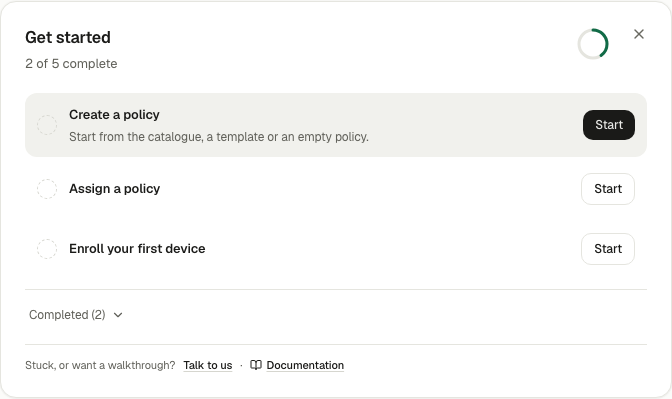 Get started
2 of 5 complete
Create a policy
Start from the catalogue, a template or an empty policy.
Start
Assign a policy
Start
Enroll your first device
Start
Completed (2)
Stuck, or want a walkthrough? Talk to us · Documentation